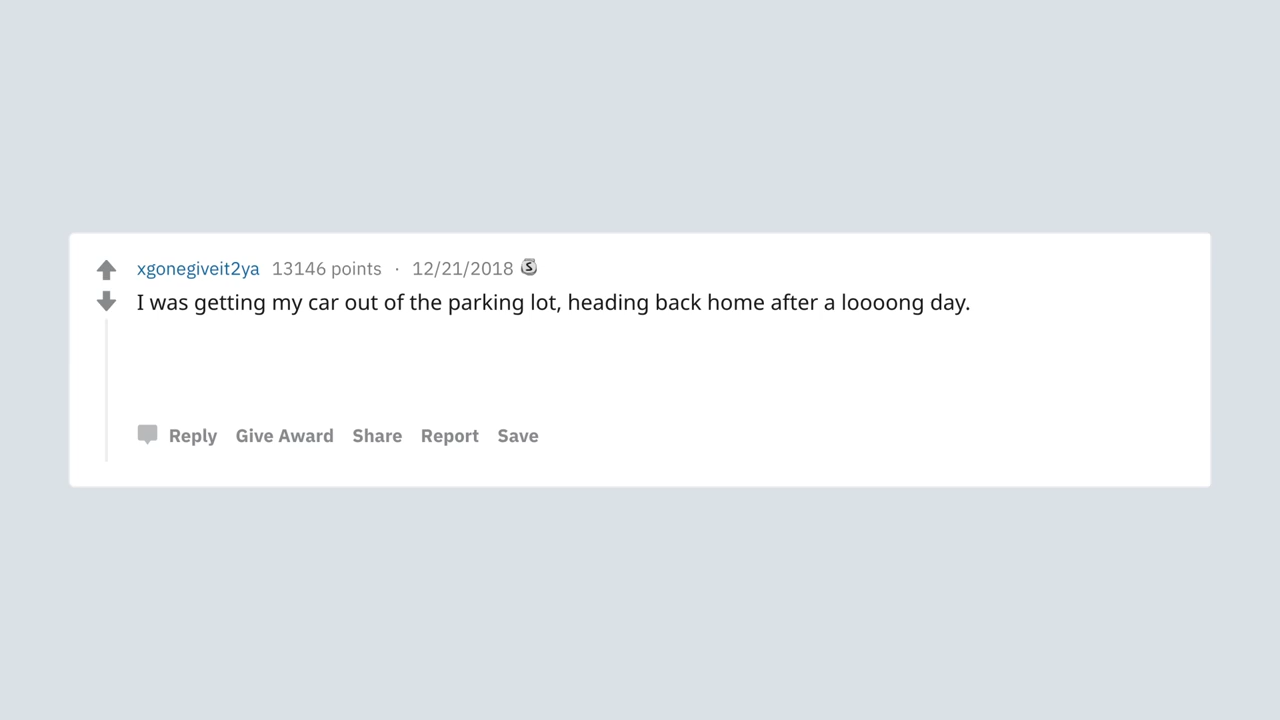 xgonegiveit2ya 13146 points · 12/21/2018 S
I was getting my car out of the parking lot, heading back home after a loooong day.
Reply Give Award Share Report Save